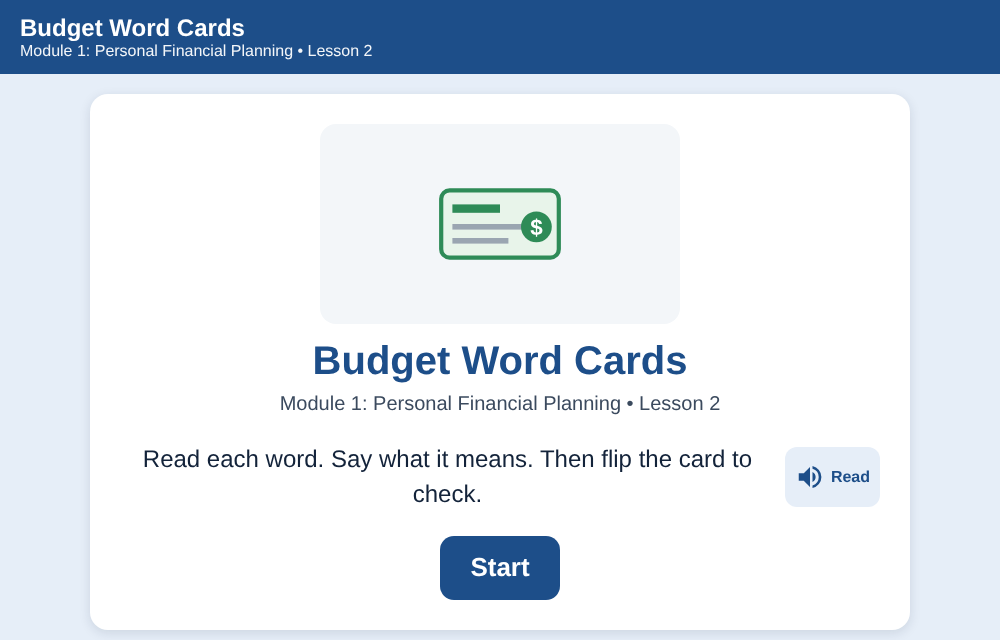 Budget Word Cards
Module 1: Personal Financial Planning • Lesson 2
$
Budget Word Cards
Module 1: Personal Financial Planning • Lesson 2
Read each word. Say what it means. Then flip the card to
check.
Read
Start